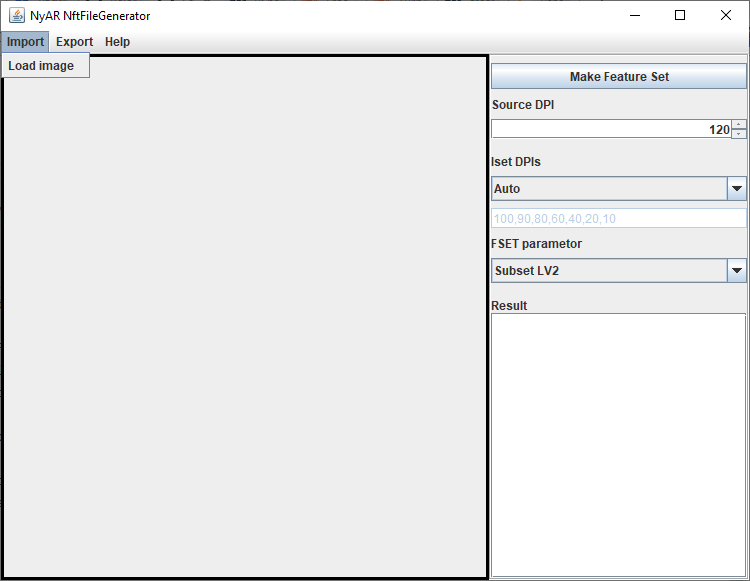 NyAR NftFileGenerator
Import Export Help
Load image
Make Feature Set
Source DPI
120
Iset DPIs
Auto
100,90,80,60,40,20,10
FSET parametor
Subset LV2
Result